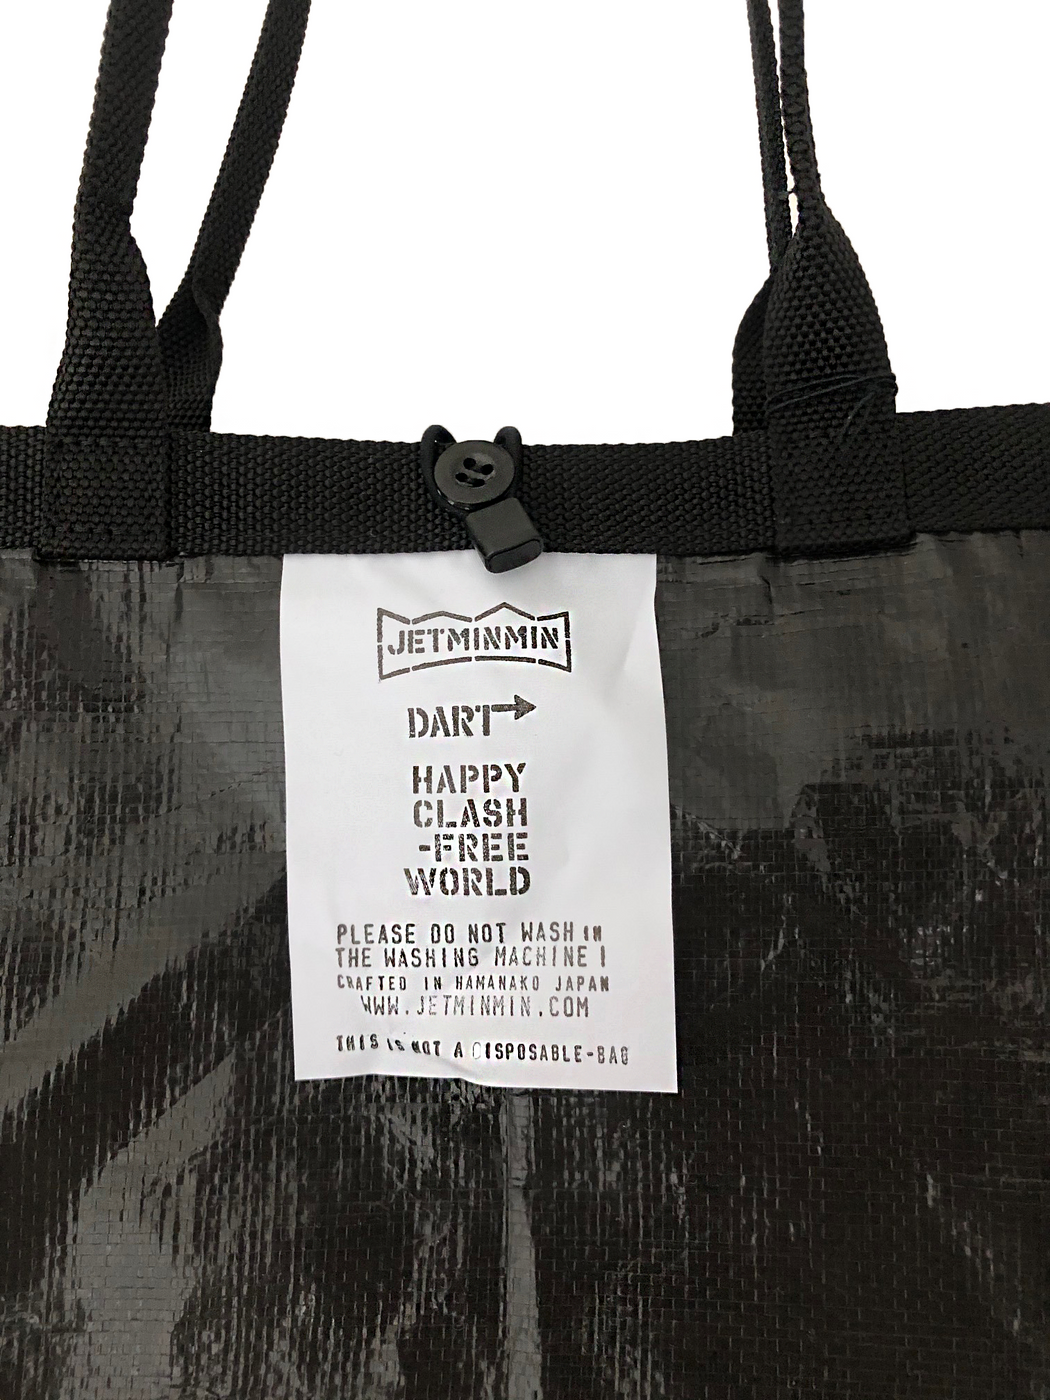 JETMINMIN
DART
HAPPY
CLASH
-FREE
WORLD
PLEASE DO NOT WASH IN
THE WASHING MACHINE!
CRAFTED IN HAMANAKO JAPAN
WWW.JETMINMIN.COM
THIS IS NOT A DISPOSABLE-BAG